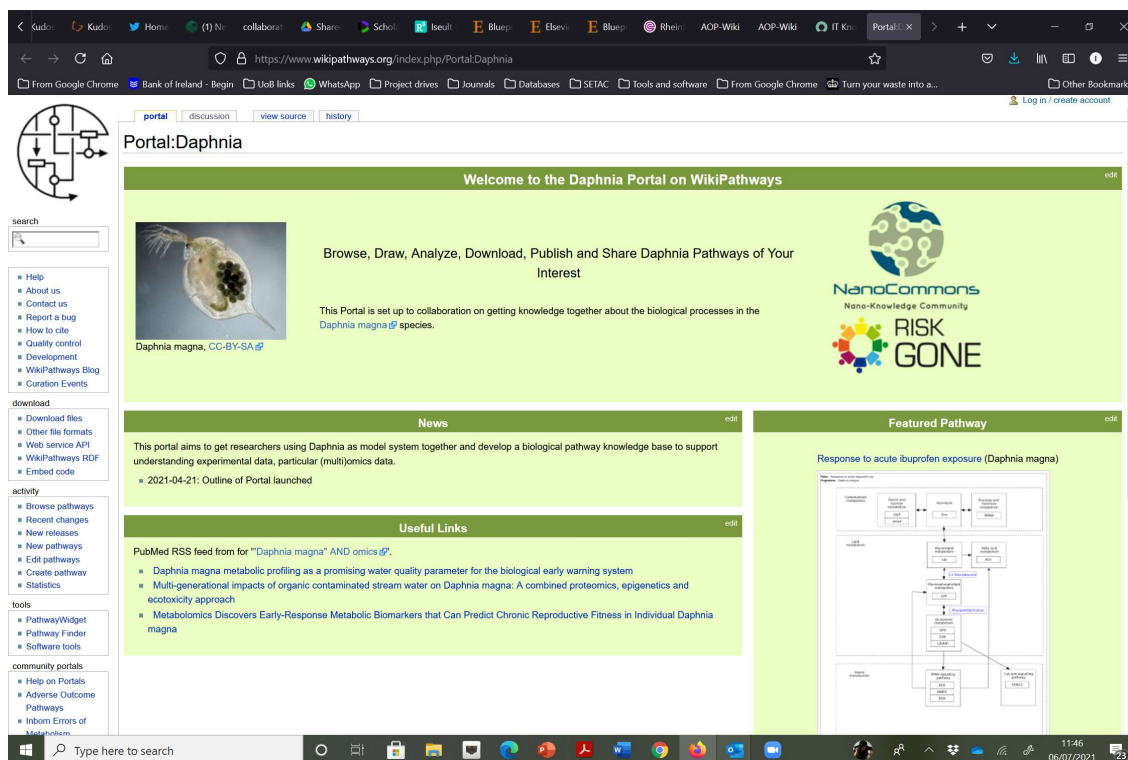 Kudos
Kudos
Home
(1) Ne
collaborat
Share
Schol
Iseult
Bluep
Elsevi
Bluep
Rhein
AOP-Wiki
AOP-Wiki
IT Kno
Portal:D
https://www.wikipathways.org/index.php/Portal:Daphnia
From Google Chrome
Bank of Ireland - Begin
UoB links
WhatsApp
Project drives
Jounrals
Databases
SETAC
Tools and software
From Google Chrome
Turn your waste into a...
Other Bookmark
Log in / create account
portal
discussion
view source
history
Portal:Daphnia
Welcome to the Daphnia Portal on WikiPathways
edit
Browse, Draw, Analyze, Download, Publish and Share Daphnia Pathways of Your
Interest
This Portal is set up to collaboration on getting knowledge together about the biological processes in the
Daphnia magna species.
Daphnia magna, CC-BY-SA
NanoCommons
Nano-Knowledge Community
RISK
GONE
search
Help
About us
Contact us
Report a bug
How to cite
Quality control
Development
WikiPathways Blog
Curation Events
download
Download files
Other file formats
Web service API
WikiPathways RDF
Embed code
activity
Browse pathways
Recent changes
New releases
New pathways
Edit pathways
Create pathway
Statistics
tools
PathwayWidget
Pathway Finder
Software tools
community portals
Help on Portals
Adverse Outcome
Pathways
Inborn Errors of
Metabolism
News
edit
This portal aims to get researchers using Daphnia as model system together and develop a biological pathway knowledge base to support
understanding experimental data, particular (multi)omics data.
2021-04-21: Outline of Portal launched
Useful Links
edit
PubMed RSS feed from for "'Daphnia magna" AND omics.
Daphnia magna metabolic profiling as a promising water quality parameter for the biological early warning system
Multi-generational impacts of organic contaminated stream water on Daphnia magna: A combined proteomics, epigenetics and
ecotoxicity approach
Metabolomics Discovers Early-Response Metabolic Biomarkers that Can Predict Chronic Reproductive Fitness in Individual Daphnia
magna
Featured Pathway
edit
Response to acute ibuprofen exposure (Daphnia magna)
Type here to search
11:46
06/07/2021
23